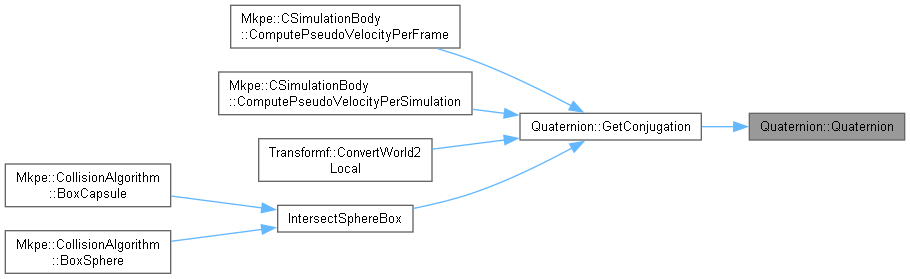 Mkpe::CSimulationBody
::ComputePseudoVelocityPerFrame
Mkpe::CSimulationBody
::ComputePseudoVelocityPerSimulation
Quaternion::GetConjugation
Quaternion::Quaternion
Transformf::ConvertWorld2
Local
Mkpe::CollisionAlgorithm
::BoxCapsule
IntersectSphereBox
Mkpe::CollisionAlgorithm
::BoxSphere